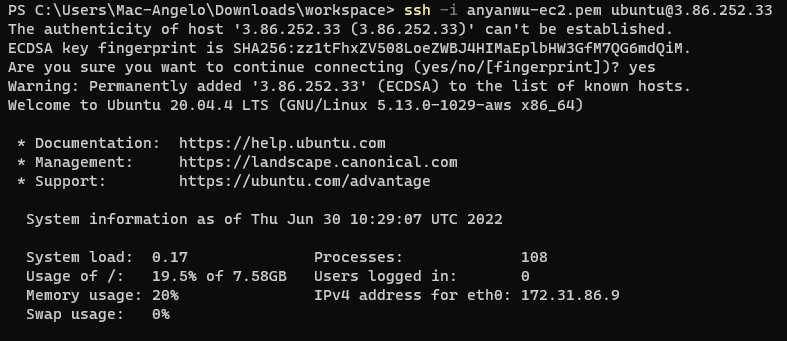 PS C:\Users\Mac-Angelo\Downloads\workspace> ssh -i anyanwu-ec2.pem ubuntu@3.86.252.33
The authenticity of host '3.86.252.33 (3.86.252.33)' can't be established.
ECDSA key fingerprint is SHA256:zz1tFhxZV508LoeZWBJ4HIMaEplbHW3GfM7QG6mdQiM.
Are you sure you want to continue connecting (yes/no/[fingerprint])? yes
Warning: Permanently added '3.86.252.33' (ECDSA) to the list of known hosts.
Welcome to Ubuntu 20.04.4 LTS (GNU/Linux 5.13.0-1029-aws x86_64)

 * Documentation:  https://help.ubuntu.com
 * Management:     https://landscape.canonical.com
 * Support:        https://ubuntu.com/advantage

  System information as of Thu Jun 30 10:29:07 UTC 2022

  System load:  0.17              Processes:             108
  Usage of /:   19.5% of 7.58GB   Users logged in:       0
  Memory usage: 20%               IPv4 address for eth0: 172.31.86.9
  Swap usage:   0%